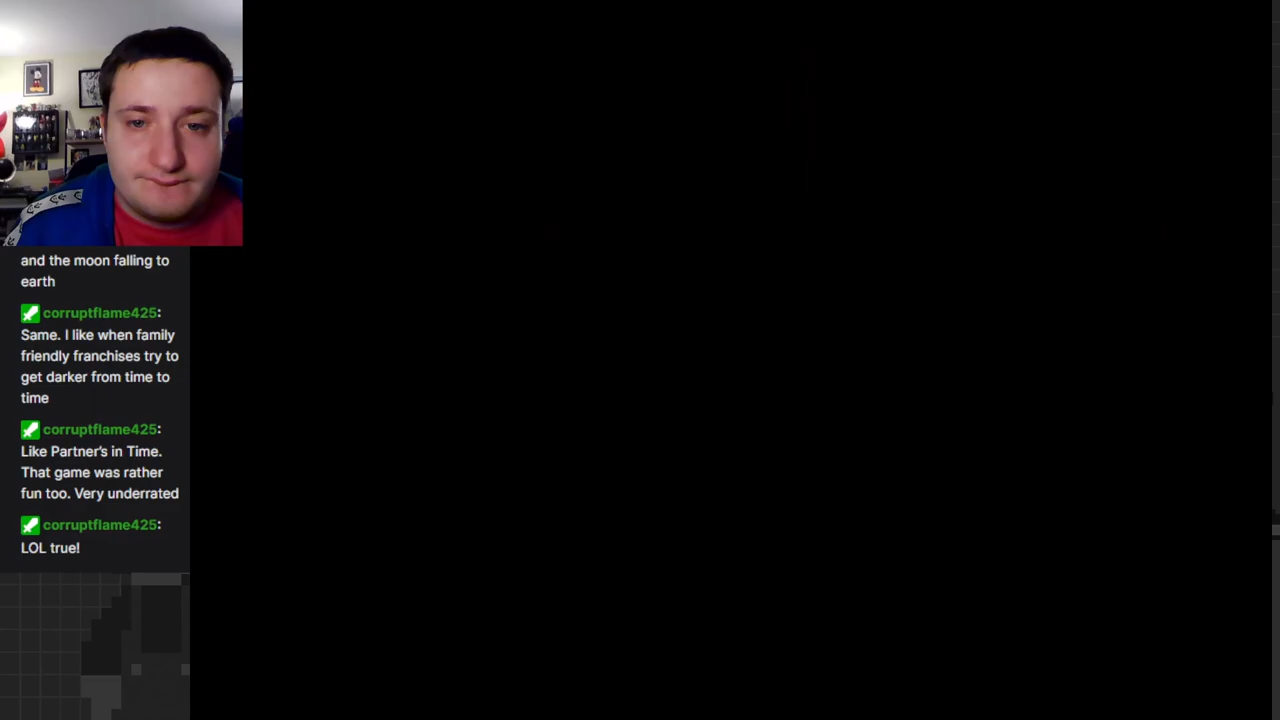 and the moon falling to
earth
corruptflame425:
Same. I like when family
friendly franchises try to
get darker from time to
time
corruptflame425:
Like Partner's in Time.
That game was rather
fun too. Very underrated
corruptflame425:
LOL true!